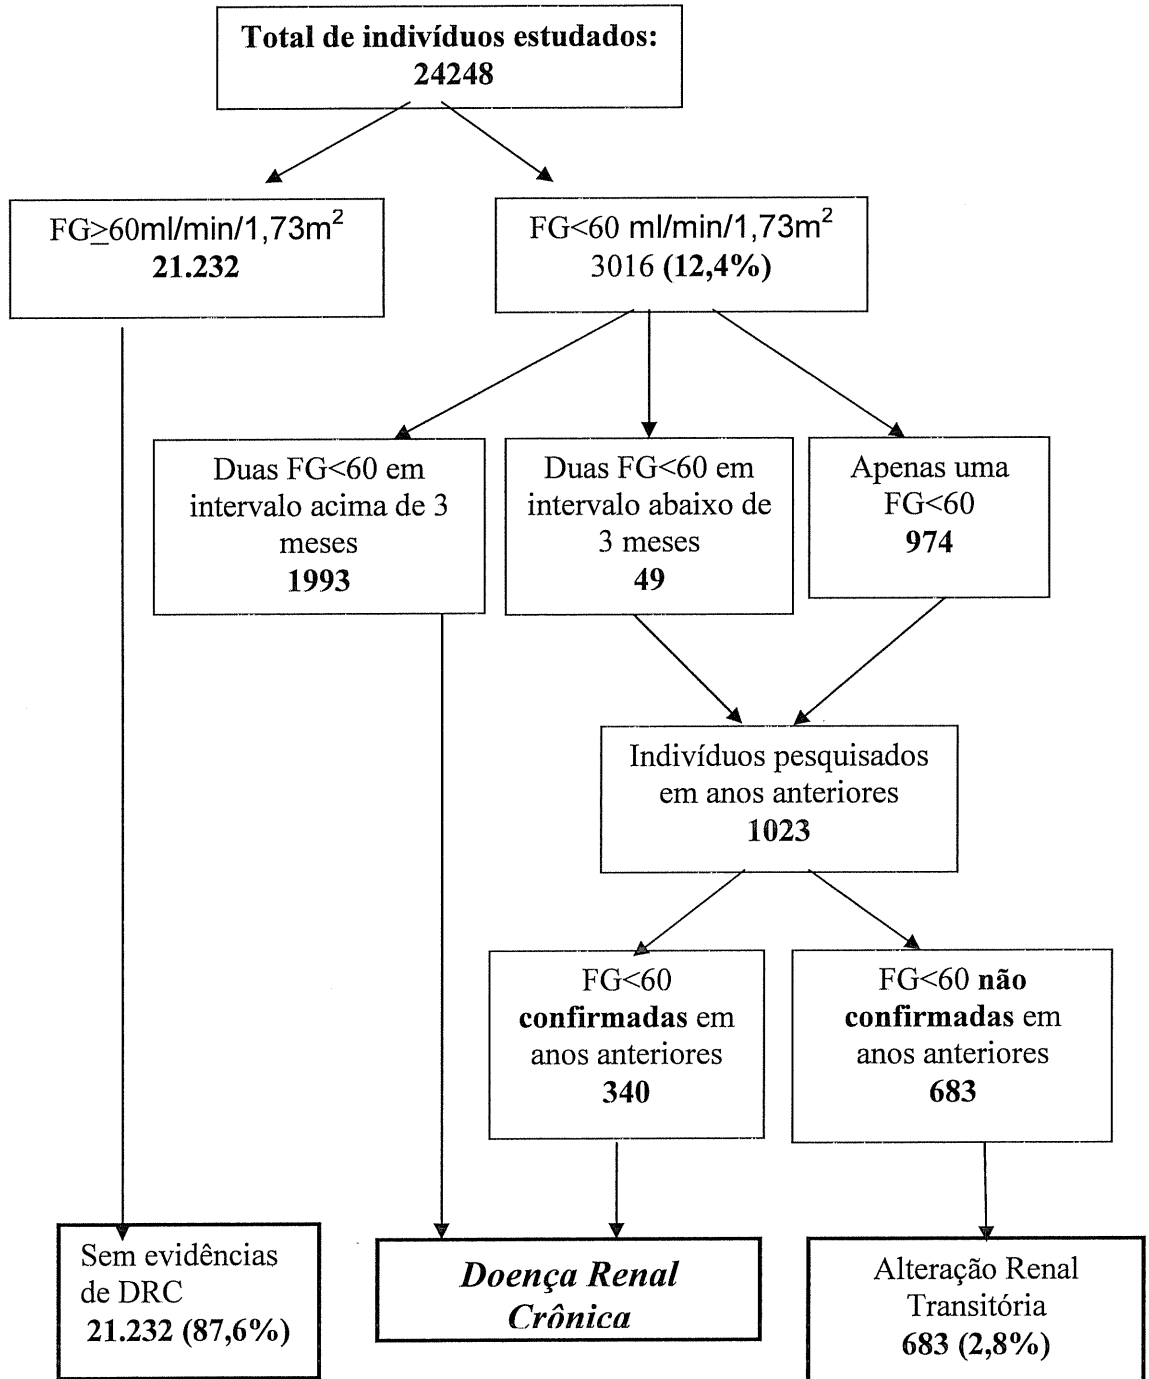 Total de indivíduos estudados:
24248
FG≥60ml/min/1,73m²
21.232
FG<60 ml/min/1,73m²
3016 (12,4%)
Duas FG<60 em
intervalo acima de 3
meses
1993
Duas FG<60 em
intervalo abaixo de
3 meses
49
Apenas uma
FG<60
974
Indivíduos pesquisados
em anos anteriores
1023
FG<60
confirmadas em
anos anteriores
340
FG<60 não
confirmadas em
anos anteriores
683
Sem evidências
de DRC
21.232 (87,6%)
Doença Renal
Crônica
Alteração Renal
Transitória
683 (2,8%)